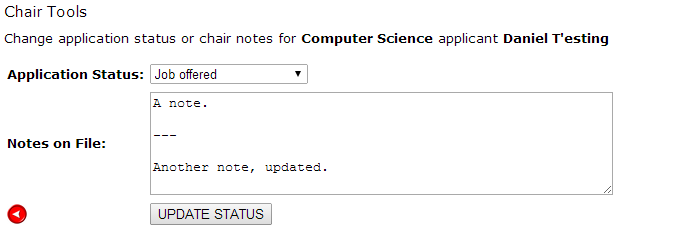 Chair Tools
Change application status or chair notes for Computer Science applicant Daniel T'esting
Application Status: Job offered
Notes on File:
A note.
---
Another note, updated.
UPDATE STATUS